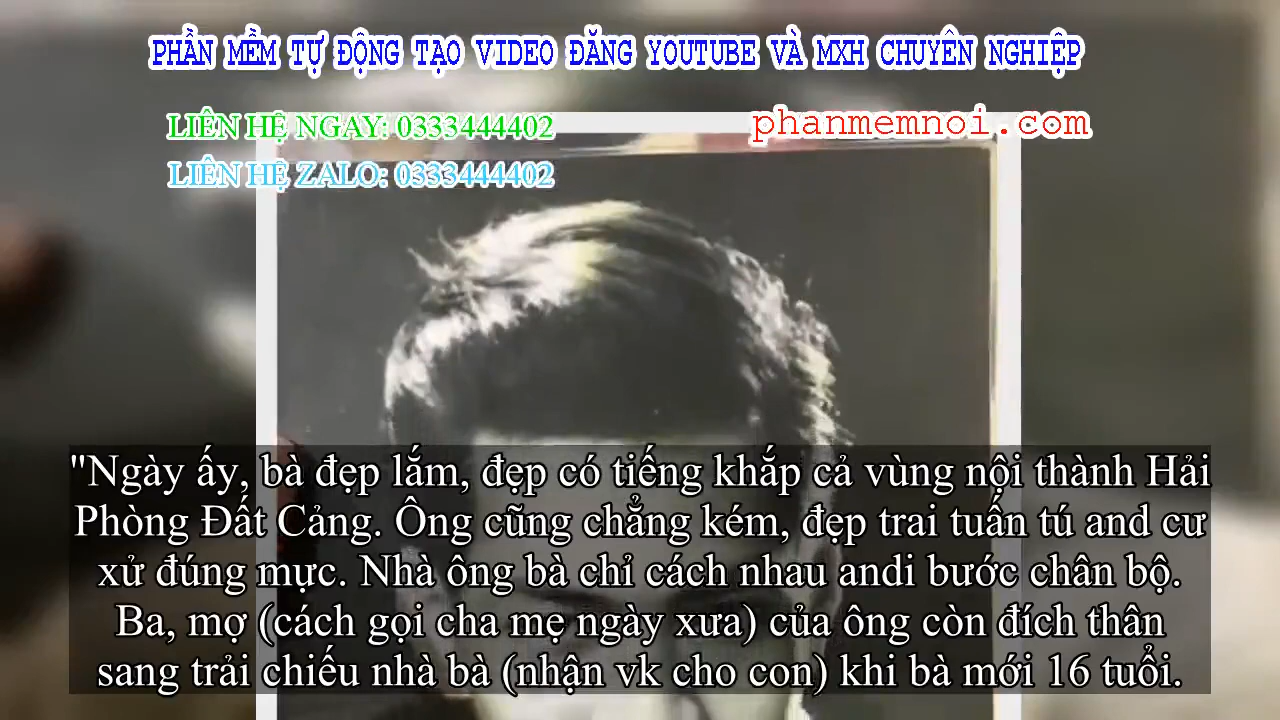 PHẦN MỀM TỰ ĐỘNG TẠO VIDEO ĐĂNG YOUTUBE VÀ MXH CHUYÊN NGHIỆP
LIÊN HỆ NGAY: 0333444402
phanmemnoi.com
LIÊN HỆ ZALO: 0333444402
"Ngày ấy, bà đẹp lắm, đẹp có tiếng khắp cả vùng nội thành Hải
Phòng Đất Cảng. Ông cũng chẳng kém, đẹp trai tuấn tú and cư
xử đúng mực. Nhà ông bà chỉ cách nhau andi bước chân bộ.
Ba, mợ (cách gọi cha mẹ ngày xưa) của ông còn đích thân
sang trải chiếu nhà bà (nhận vk cho con) khi bà mới 16 tuổi.